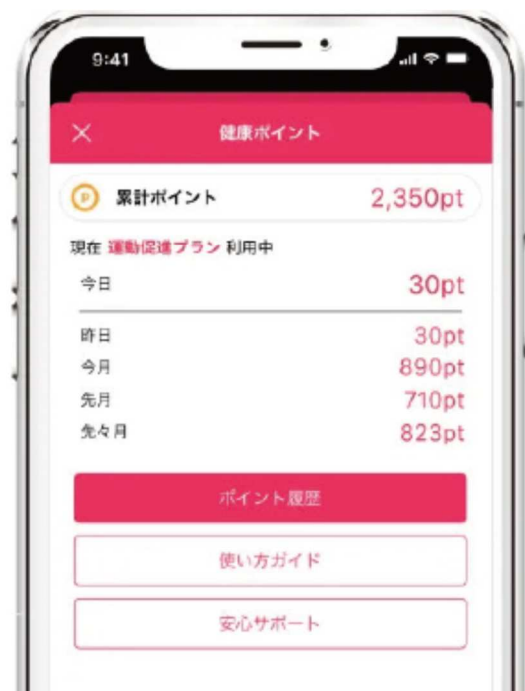 9:41
健康ポイント
P 累計ポイント 2,350pt
現在 運動促進プラン 利用中
今日 30pt
昨日 30pt
今月 890pt
先月 710pt
先々月 823pt
ポイント履歴
使い方ガイド
安心サポート